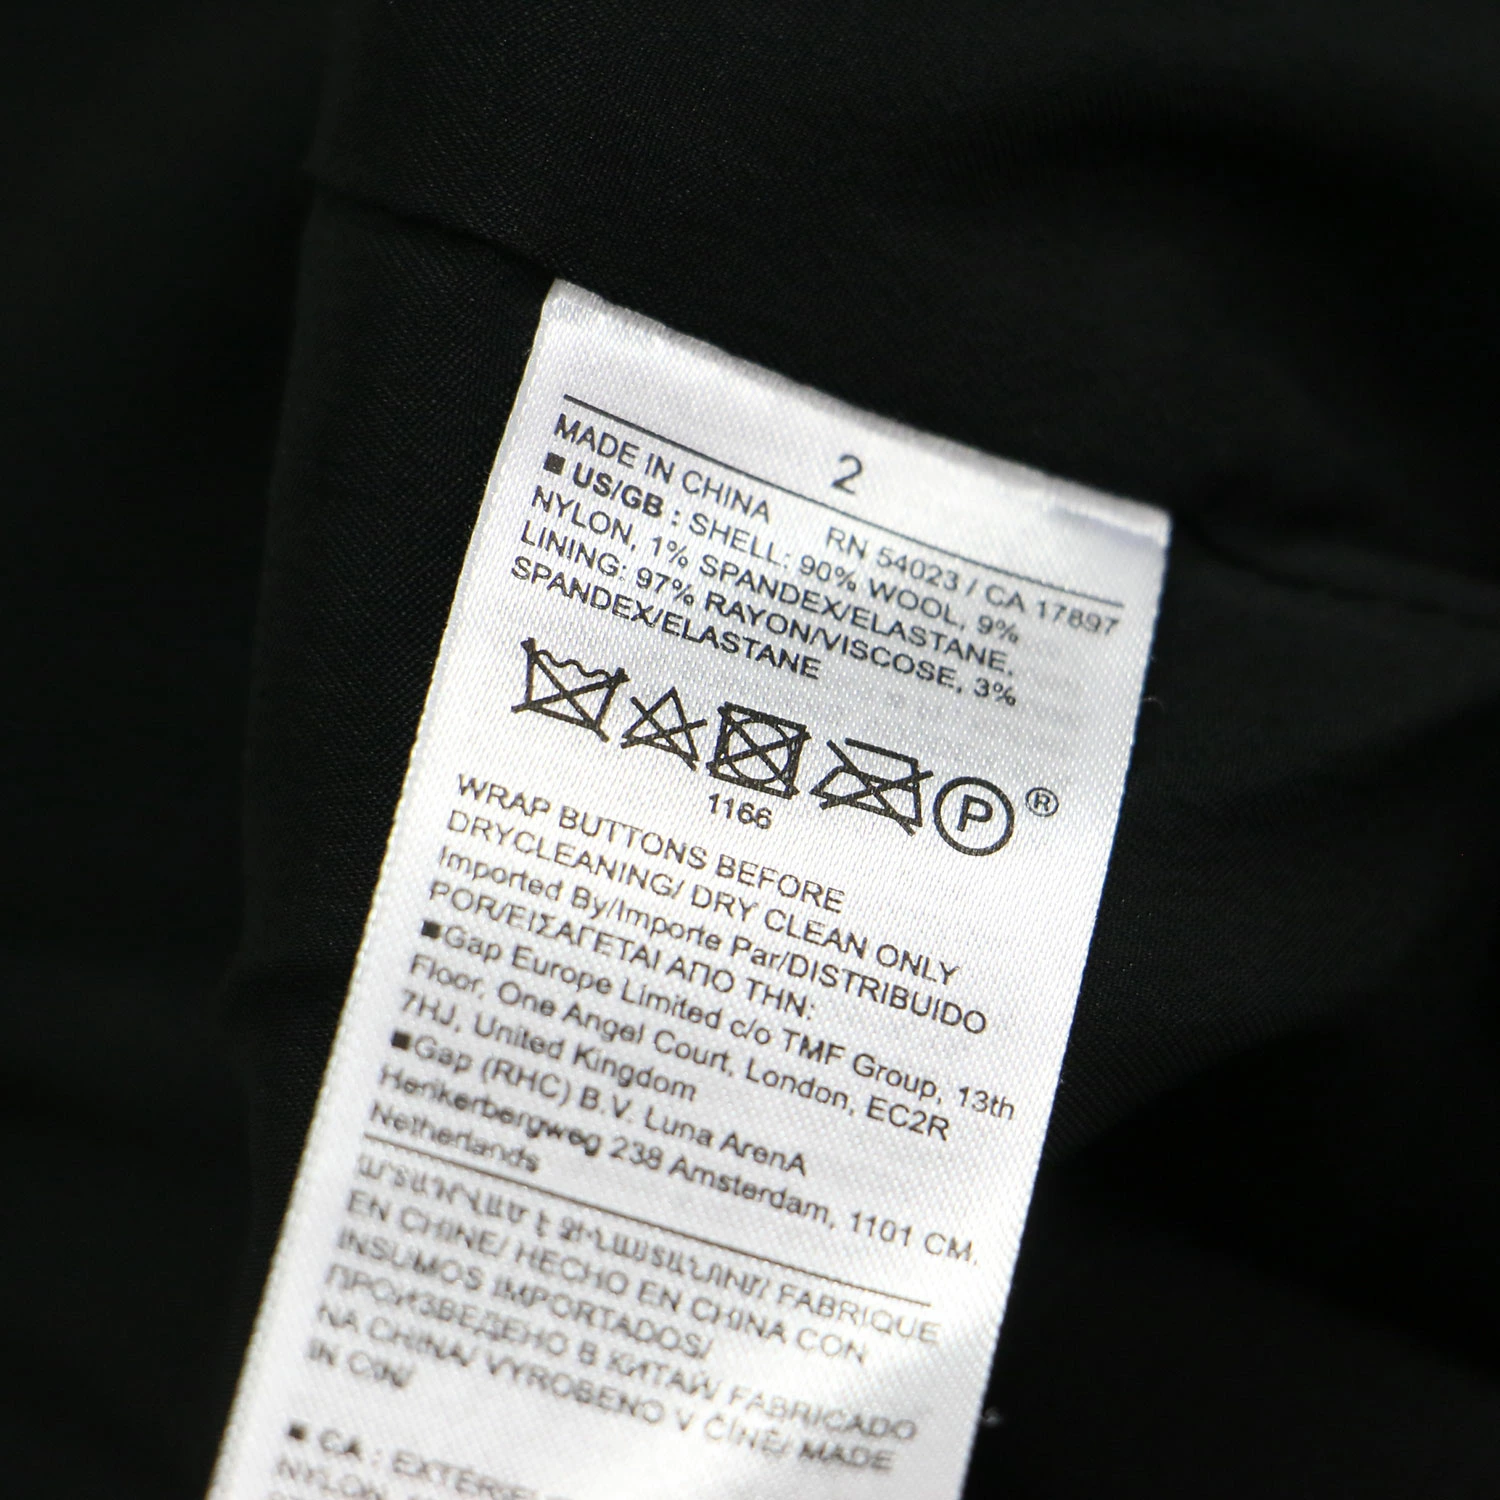 2
MADE IN CHINA RN 54023 / CA 17897
■ US/GB : SHELL: 90% WOOL, 9%
NYLON, 1% SPANDEX/ELASTANE,
LINING: 97% RAYON/VISCOSE, 3%
SPANDEX/ELASTANE
P ®
1166
WRAP BUTTONS BEFORE
DRYCLEANING/ DRY CLEAN ONLY
Imported By/Importe Par/DISTRIBUIDO
POR/ΕΙΣΑΓΕΤΑΙ ΑΠΟ ΤΗΝ:
■Gap Europe Limited c/o TMF Group, 13th
Floor, One Angel Court, London, EC2R
7HJ, United Kingdom
■Gap (RHC) B.V. Luna ArenA
Herikerbergweg 238 Amsterdam, 1101 CM,
Netherlands
FABRIQUE
EN CHINE/ HECHO EN CHINA CON
INSUMOS IMPORTADOS/
ПРОИЗВЕДЕНО В КИТАЙ/ FABRICADO
NA CHINA/ VYROBENO V ČÍNĚ/ MADE
IN CIN/
■ CA : EXTÉRIE
NYLON,